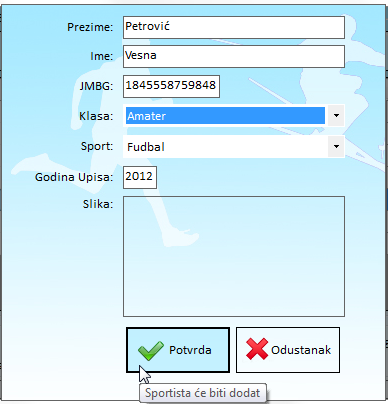 Prezime: Petrović
Ime: Vesna
JMBG: 1845558759848
Klasa: Amater
Sport: Fudbal
Godina Upisa: 2012
Slika:
Potvrda Odustanak
Sportista će biti dodat